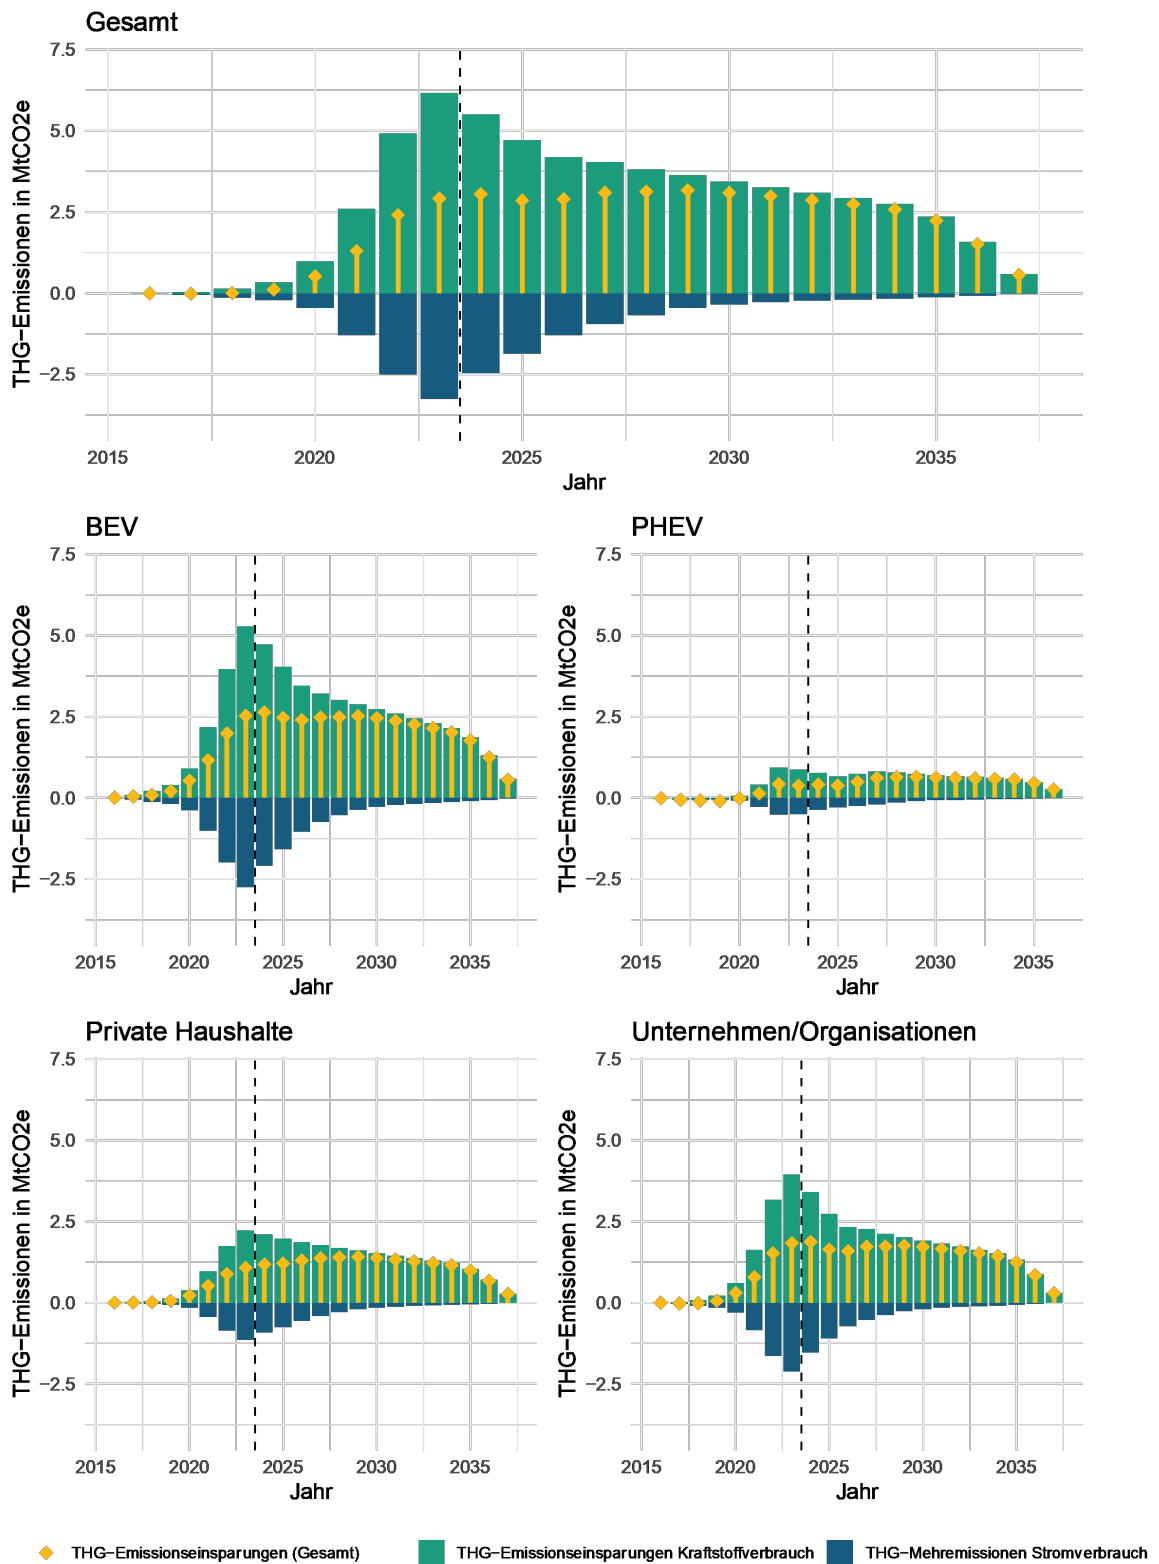 Gesamt
THG−Emissionen in MtCO2e
7.5
5.0
2.5
0.0
−2.5
2015 2020 2025 2030 2035
Jahr
BEV
THG−Emissionen in MtCO2e
7.5
5.0
2.5
0.0
−2.5
2015 2020 2025 2030 2035
Jahr
PHEV
THG−Emissionen in MtCO2e
7.5
5.0
2.5
0.0
−2.5
2015 2020 2025 2030 2035
Jahr
Private Haushalte
THG−Emissionen in MtCO2e
7.5
5.0
2.5
0.0
−2.5
2015 2020 2025 2030 2035
Jahr
Unternehmen/Organisationen
THG−Emissionen in MtCO2e
7.5
5.0
2.5
0.0
−2.5
2015 2020 2025 2030 2035
Jahr
THG−Emissionseinsparungen (Gesamt) THG−Emissionseinsparungen Kraftstoffverbrauch THG−Mehremissionen Stromverbrauch